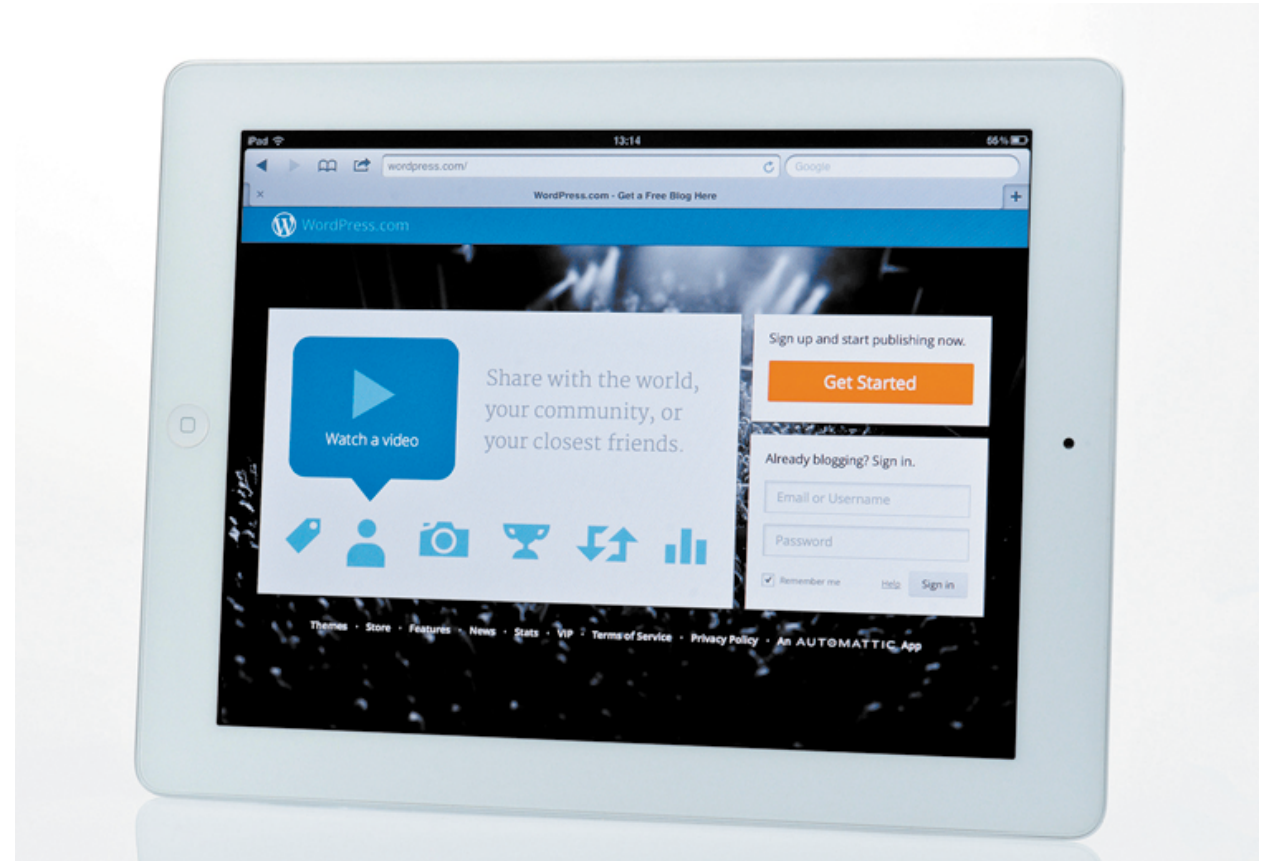 iPad 13:14 66%
wordpress.com/ Google
WordPress.com - Get a Free Blog Here
WordPress.com
Share with the world,
your community, or
your closest friends.
Watch a video
Sign up and start publishing now.
Get Started
Already blogging? Sign in.
Email or Username
Password
Remember me Help Sign in
Themes · Store · Features · News · Stats · VIP · Terms of Service · Privacy Policy · An AUTOMATTIC App